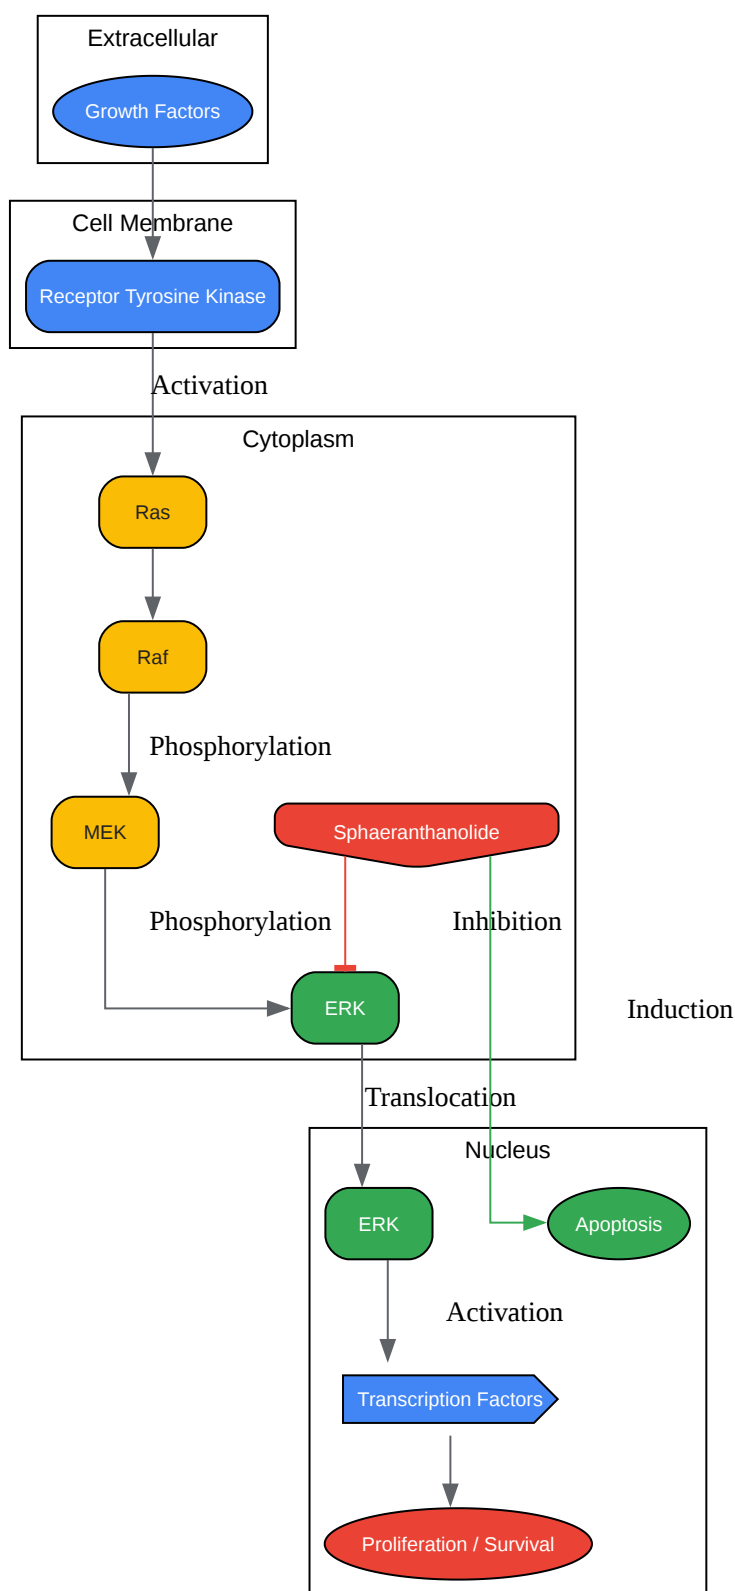 Extracellular
Growth Factors
Cell Membrane
Receptor Tyrosine Kinase
Activation
Cytoplasm
Ras
Raf
Phosphorylation
MEK
Sphaeranthanolide
Phosphorylation
Inhibition
ERK
Induction
Translocation
Nucleus
ERK
Apoptosis
Activation
Transcription Factors
Proliferation / Survival